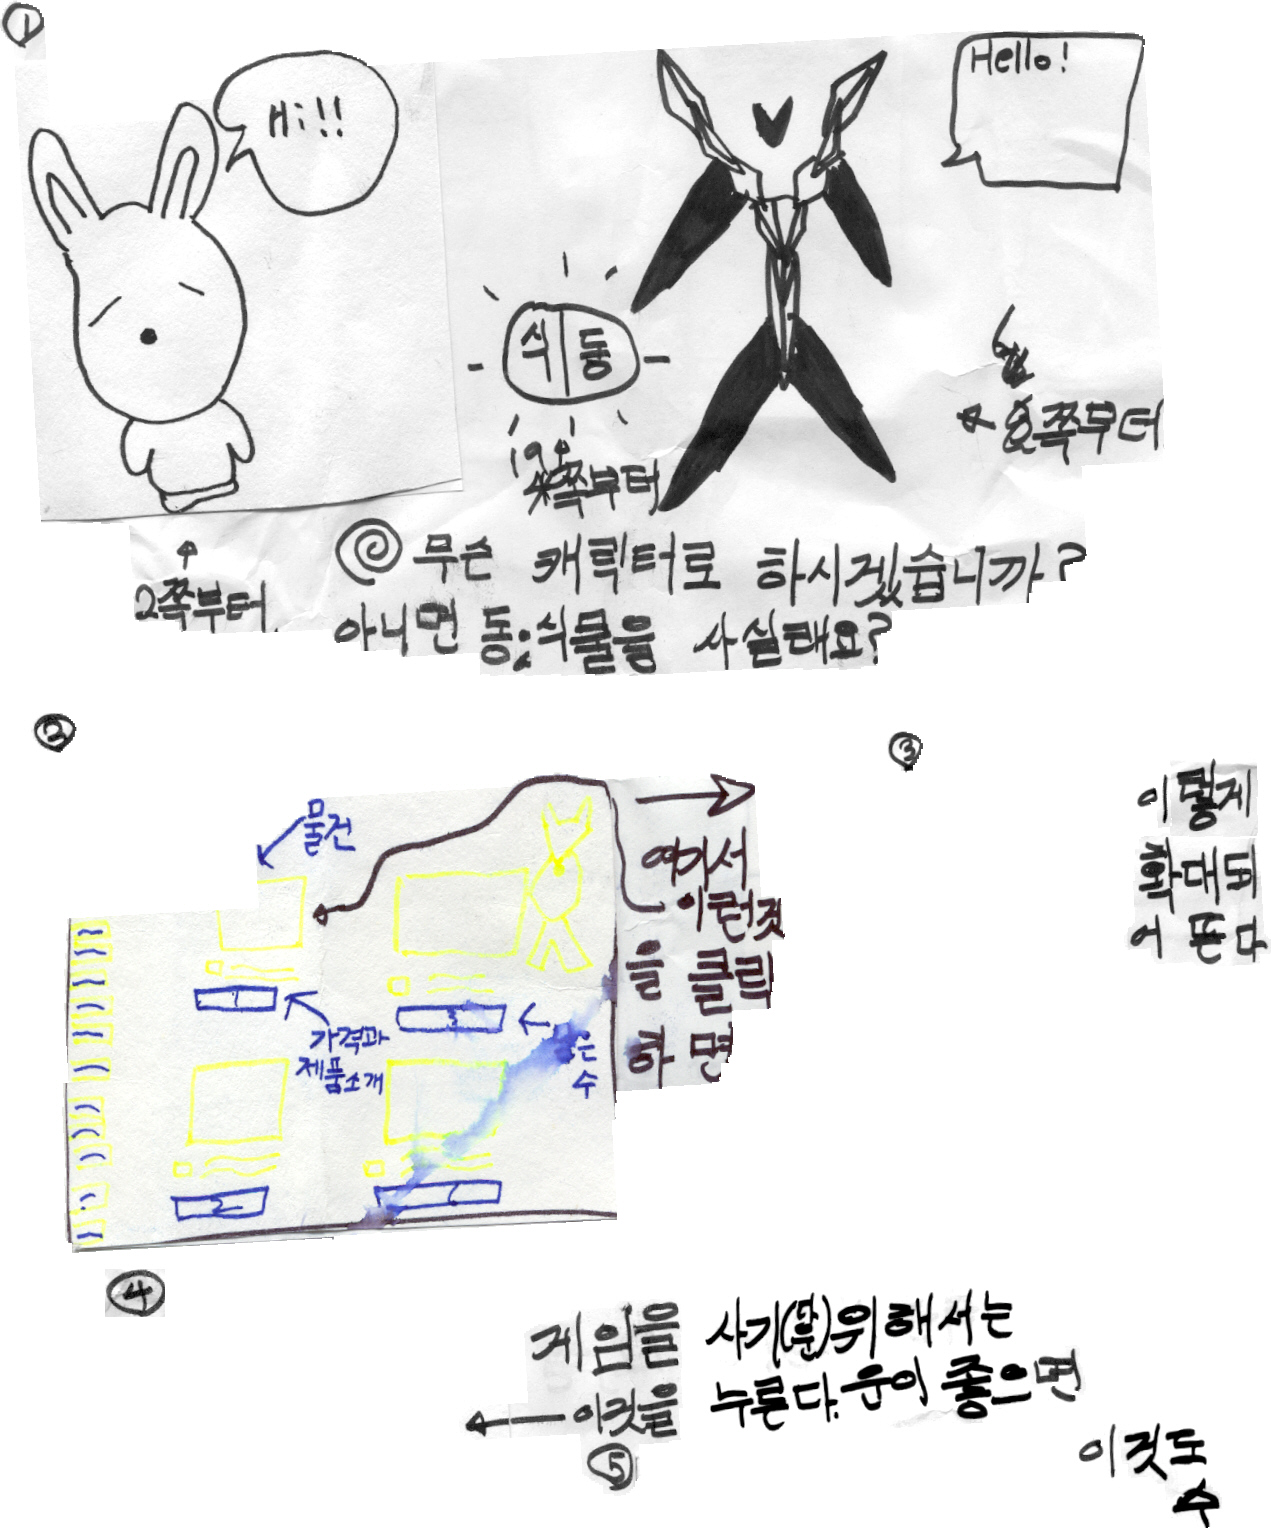 ①
Hi!!
Hello!
식 동
쪽부터
쪽부터
2쪽부터
무슨 캐릭터로 하시겠습니까?
아니면 동;식물을 사실래요?
②
③
물건
여기서
이런것
을 클릭
하면
이렇게
확대되
어 뜬다
1
3
가격과
제품소개
수
2
④
게임을 사기 위해서는
이것을 누른다. 운이 좋으면
⑤
이것도
수